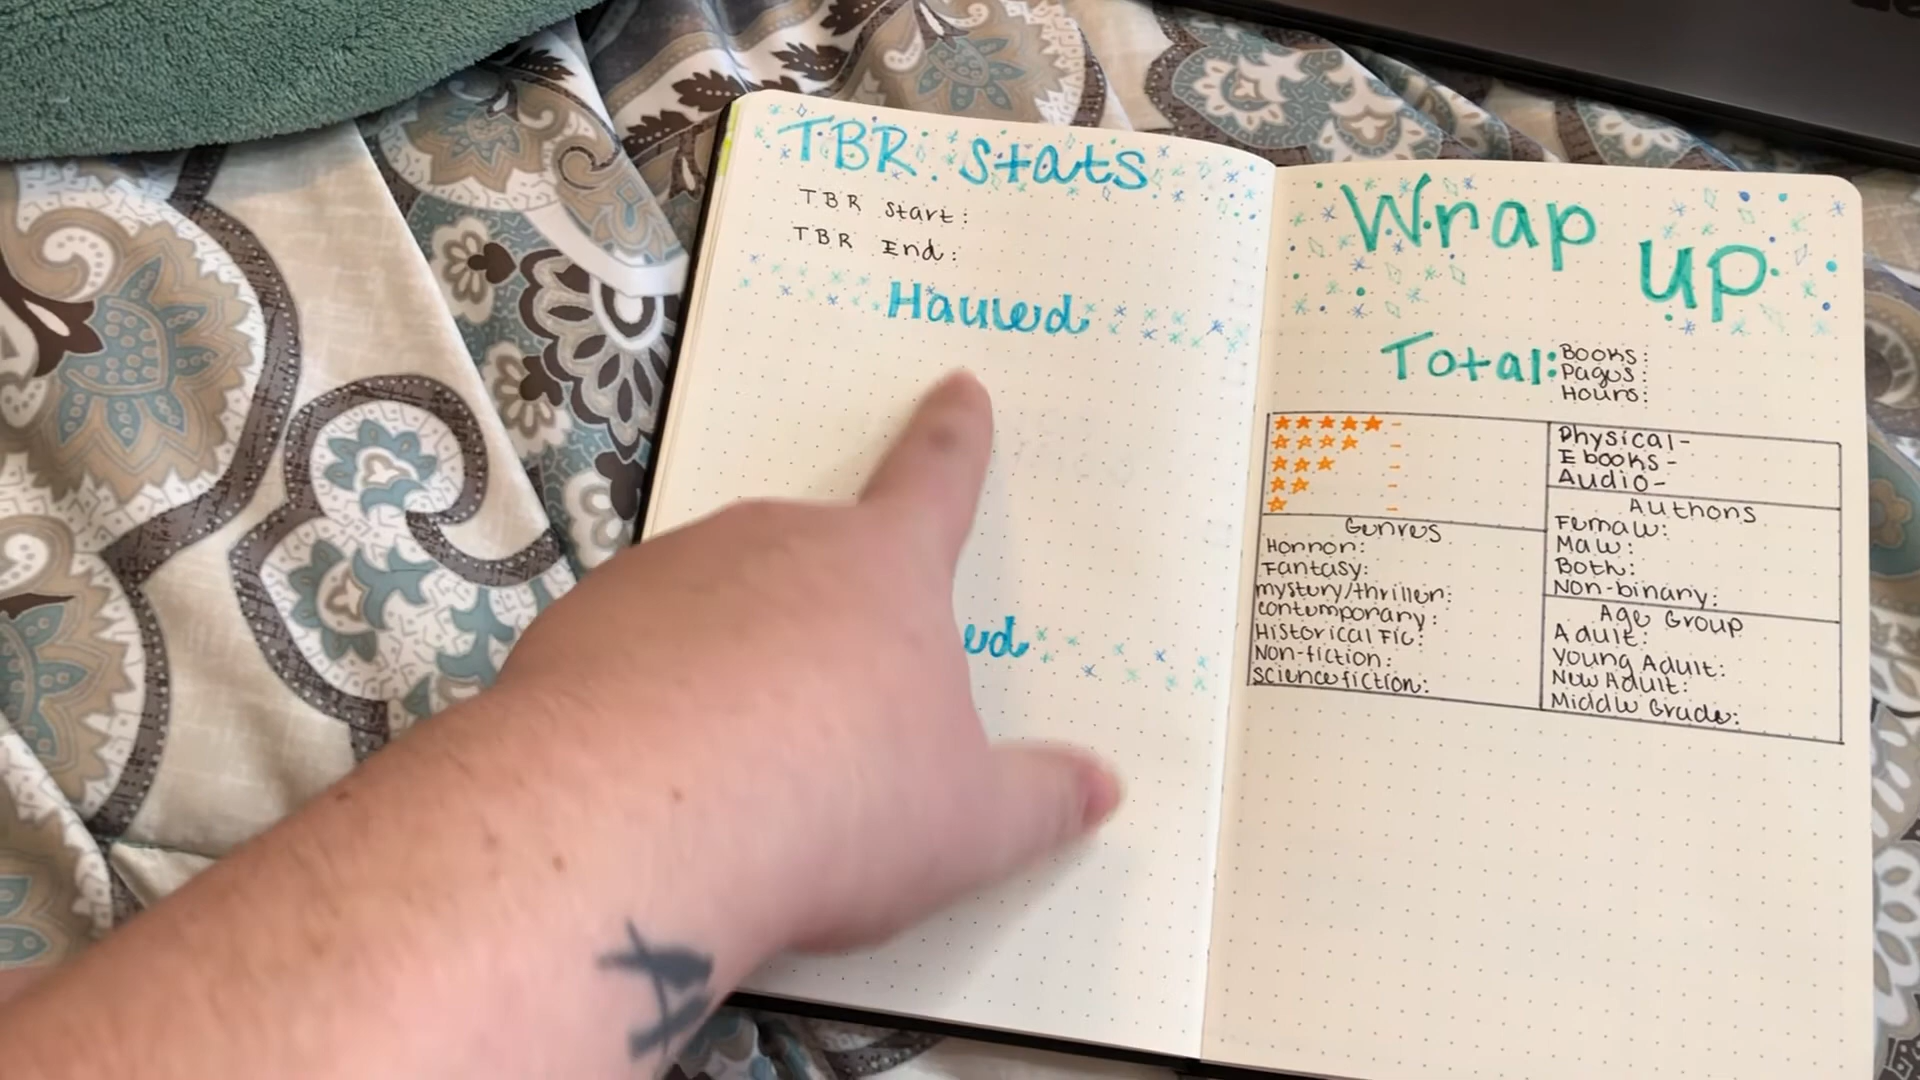 TBR Stats
TBR Start:
TBR End:
Hauled
Wrap
up
Total:
Books:
Pages:
Hours:
★★★★★ -
★★★★ -
★★★ -
★★ -
★ -
Genres
Horror:
Fantasy:
mystery/thriller:
contemporary:
Historical Fic:
Non-fiction:
science fiction:
Physical-
Ebooks-
Audio-
Authors
Female:
Male:
Both:
Non-binary:
Age Group
Adult:
Young Adult:
New Adult:
Middle Grade: